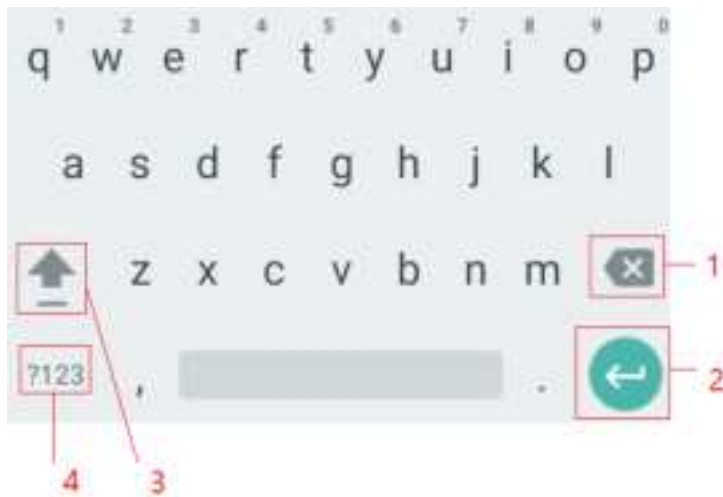 1 2 3 4 5 6 7 8 9 0
q w e r t y u i o p
a s d f g h j k l
z x c v b n m 1
?123 , . 2
4 3